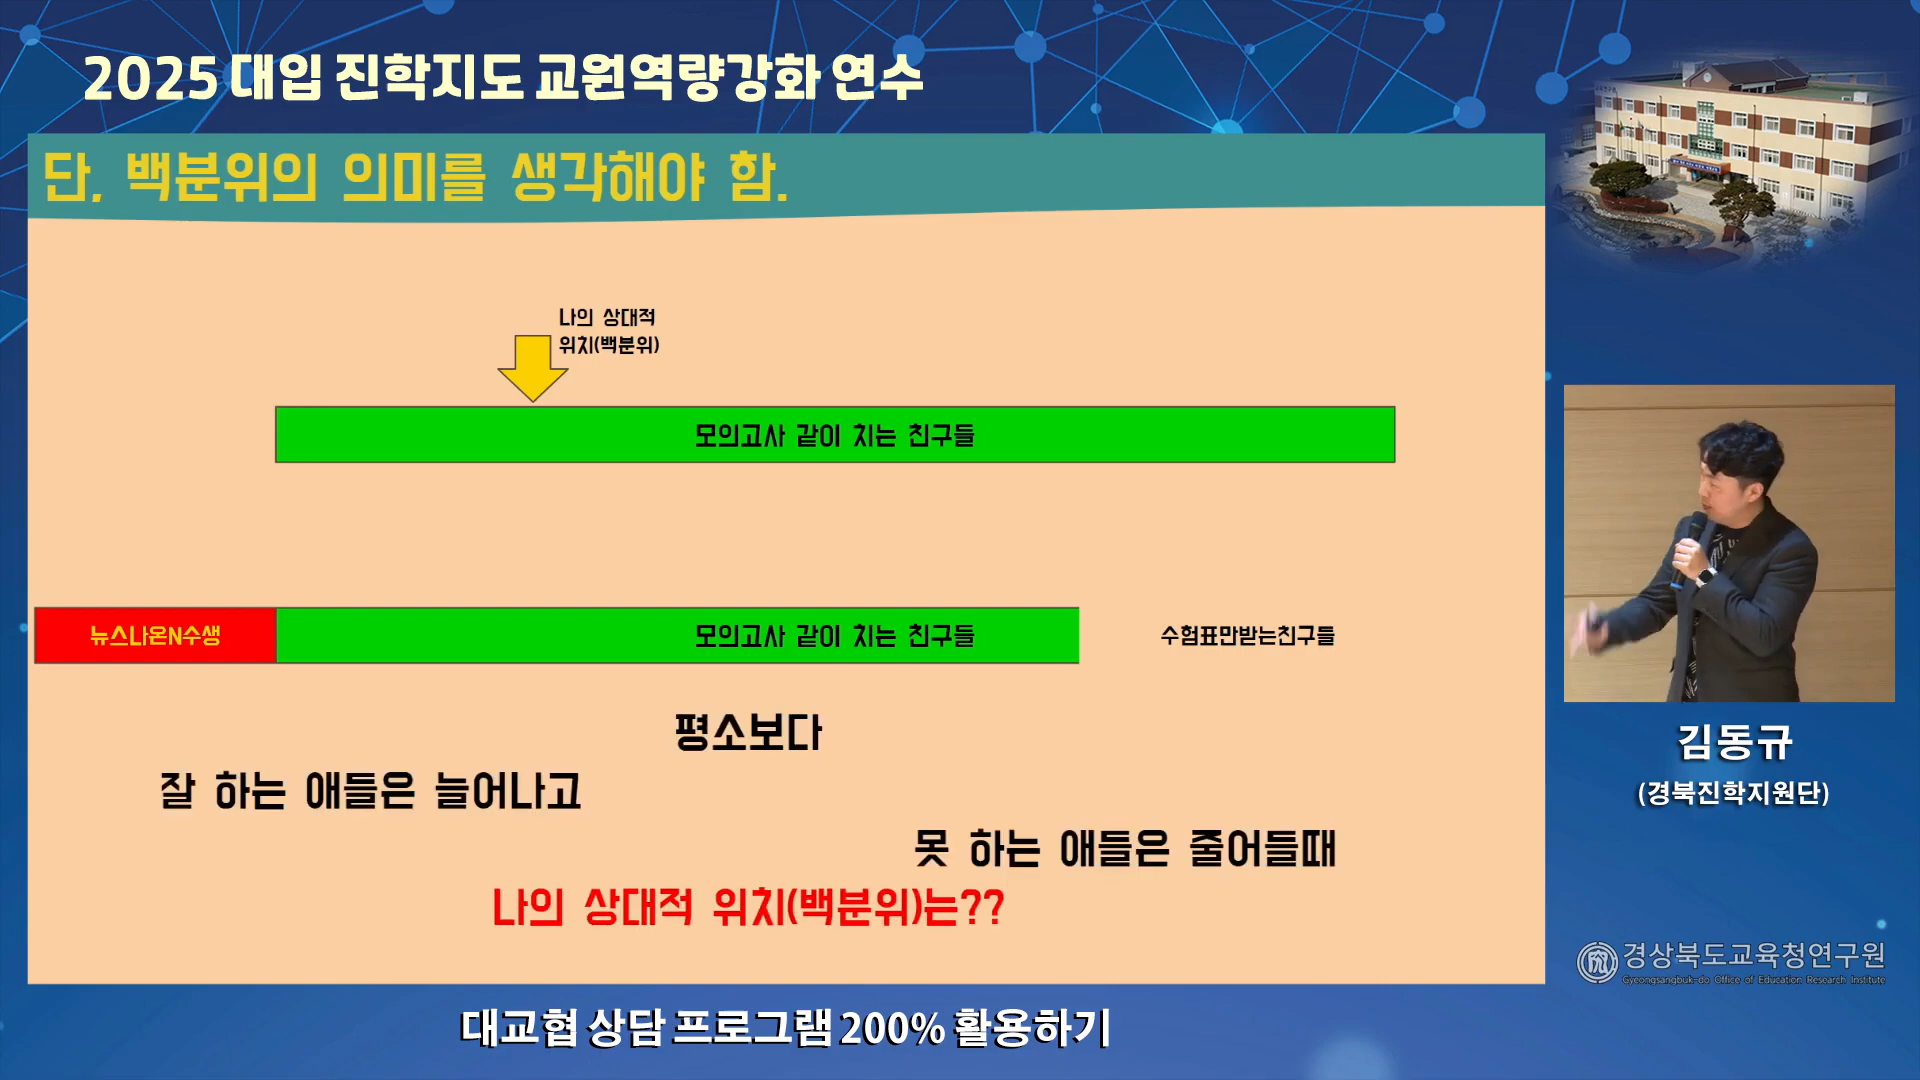 2025 대입 진학지도 교원역량강화 연수
단, 백분위의 의미를 생각해야 함.
나의 상대적
위치(백분위)
모의고사 같이 치는 친구들
뉴스나온N수생
모의고사 같이 치는 친구들
수험표만받는친구들
평소보다
잘 하는 애들은 늘어나고
못 하는 애들은 줄어들때
나의 상대적 위치(백분위)는??
김동규
(경북진학지원단)
경상북도교육청연구원
Gyeongsangbuk-do Office of Education Research Institute
대교협 상담 프로그램 200% 활용하기